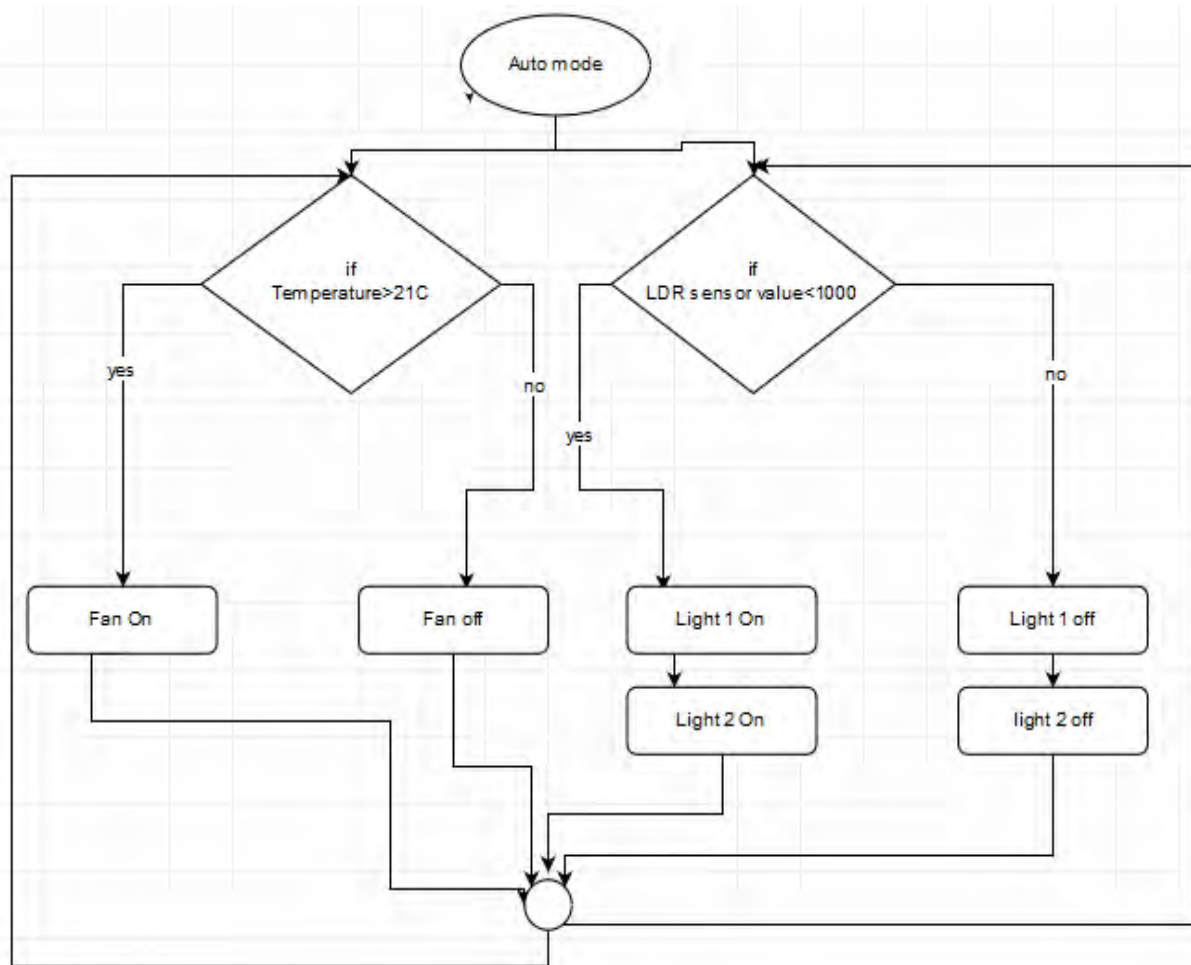 Auto mode
if
Temperature>21C
if
LDR sensor value<1000
yes
no
yes
no
Fan On
Fan off
Light 1 On
Light 1 off
Light 2 On
light 2 off